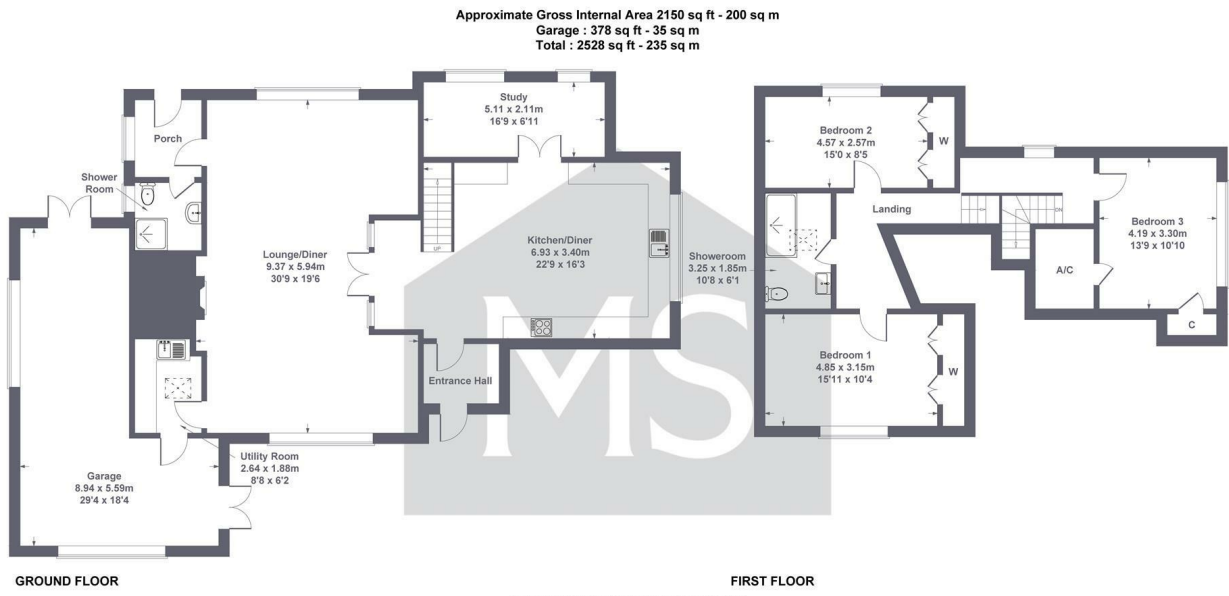 Approximate Gross Internal Area 2150 sq ft - 200 sq m
Garage : 378 sq ft - 35 sq m
Total : 2528 sq ft - 235 sq m
Porch
Shower
Room
Lounge/Diner
9.37 x 5.94m
30'9 x 19'6
Study
5.11 x 2.11m
16'9 x 6'11
UP
Kitchen/Diner
6.93 x 3.40m
22'9 x 16'3
Entrance Hall
Utility Room
2.64 x 1.88m
8'8 x 6'2
Garage
8.94 x 5.59m
29'4 x 18'4
MS
GROUND FLOOR
Bedroom 2
4.57 x 2.57m
15'0 x 8'5
W
Landing
DN
Showeroom
3.25 x 1.85m
10'8 x 6'1
A/C
Bedroom 3
4.19 x 3.30m
13'9 x 10'10
C
Bedroom 1
4.85 x 3.15m
15'11 x 10'4
W
FIRST FLOOR